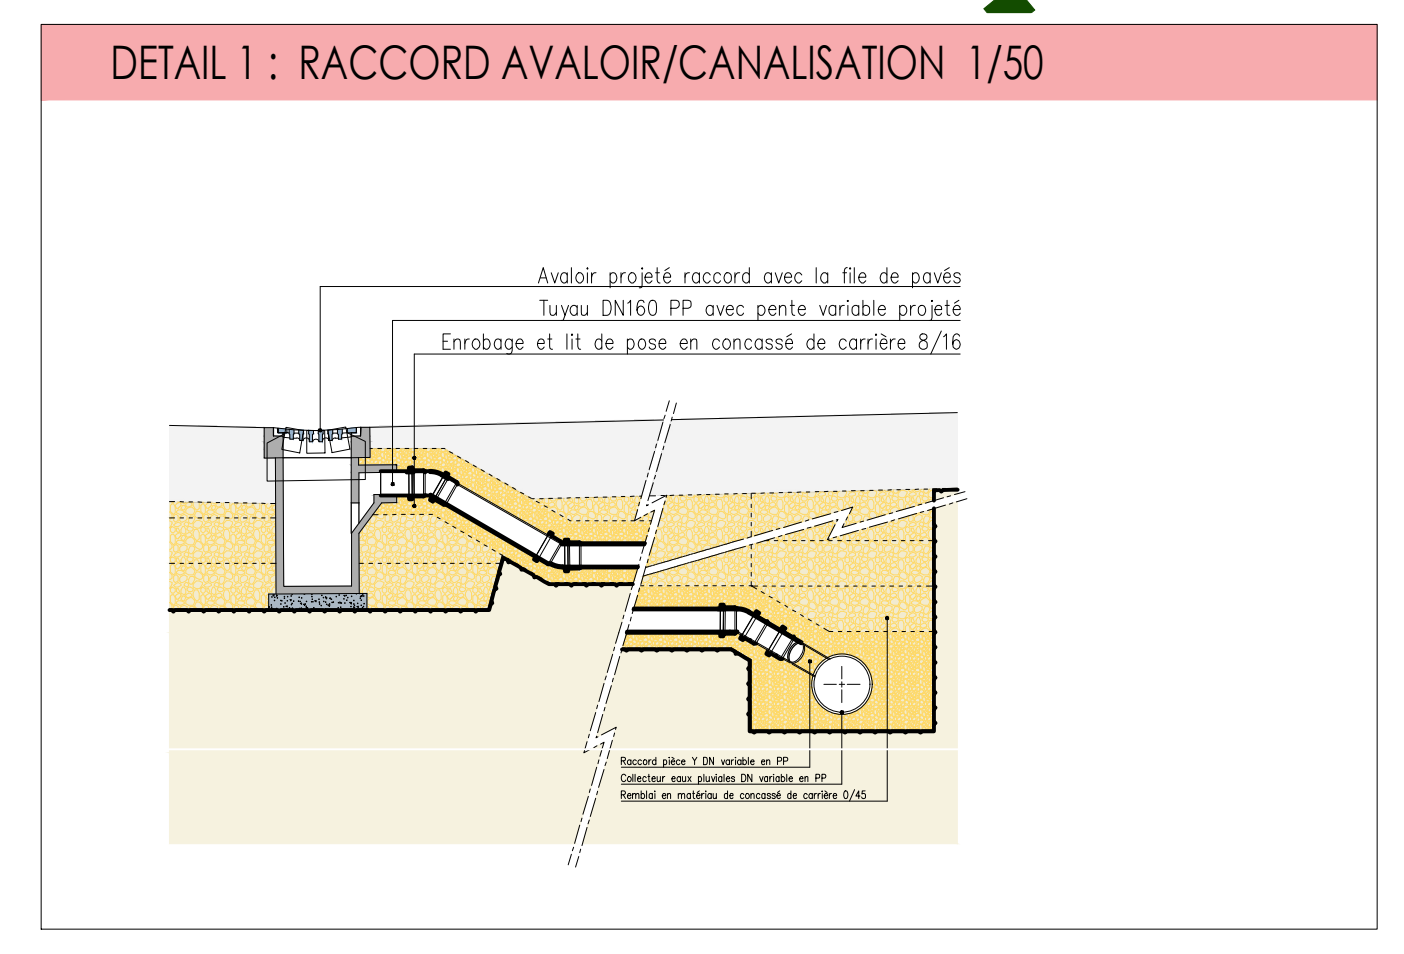 DETAIL 1 : RACCORD AVALOIR/CANALISATION 1/50
Avaloir projeté raccord avec la file de pavés
Tuyau DN160 PP avec pente variable projeté
Enrobage et lit de pose en concassé de carrière 8/16
Raccord pièce Y DN variable en PP
Collecteur eaux pluviales DN variable en PP
Remblai en matériau de concassé de carrière 0/45